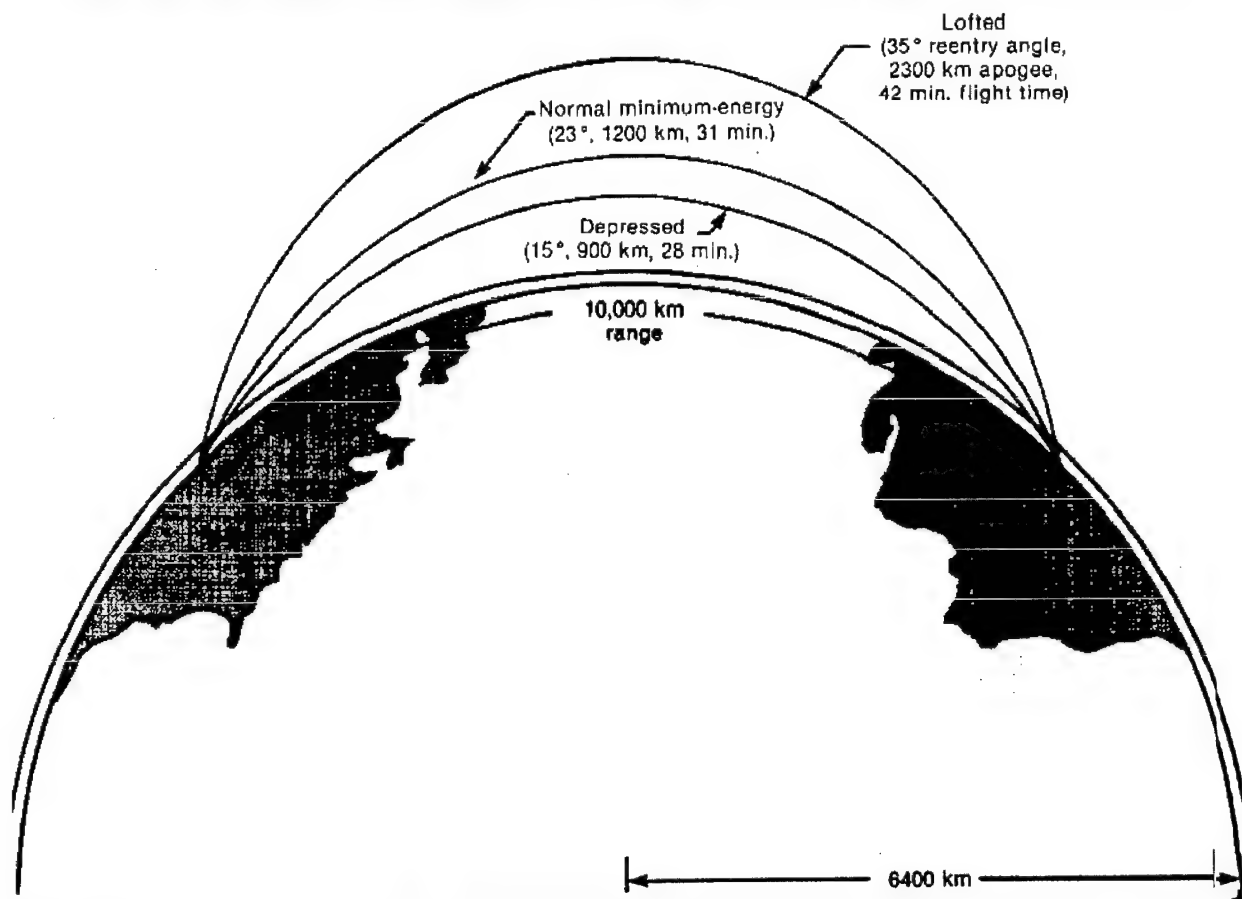 Lofted
(35° reentry angle,
2300 km apogee,
42 min. flight time)
Normal minimum-energy
(23°, 1200 km, 31 min.)
Depressed
(15°, 900 km, 28 min.)
10,000 km
range
6400 km